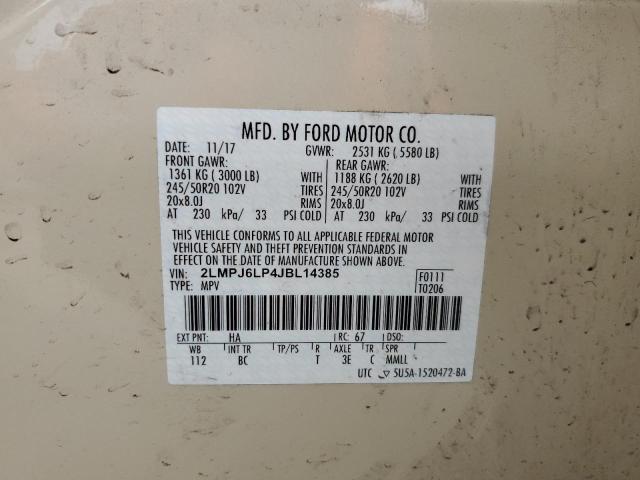 MFD. BY FORD MOTOR CO.
DATE: 11/17 GVWR: 2531 KG ( 5580 LB)
FRONT GAWR: REAR GAWR:
1361 KG ( 3000 LB) WITH 1188 KG ( 2620 LB) WITH
245/50R20 102V TIRES 245/50R20 102V TIRES
20x8.0J RIMS 20x8.0J RIMS
AT 230 kPa/ 33 PSI COLD AT 230 kPa/ 33 PSI COLD
THIS VEHICLE CONFORMS TO ALL APPLICABLE FEDERAL MOTOR
VEHICLE SAFETY AND THEFT PREVENTION STANDARDS IN
EFFECT ON THE DATE OF MANUFACTURE SHOWN ABOVE.
VIN: 2LMPJ6LP4JBL14385 F0111
TYPE: MPV T0206
EXT PNT: HA RC: 67 DSO:
WB INT TR TP/PS R AXLE TR SPR
112 BC T 3E C MMLL
UTC 5U5A-1520472-BA